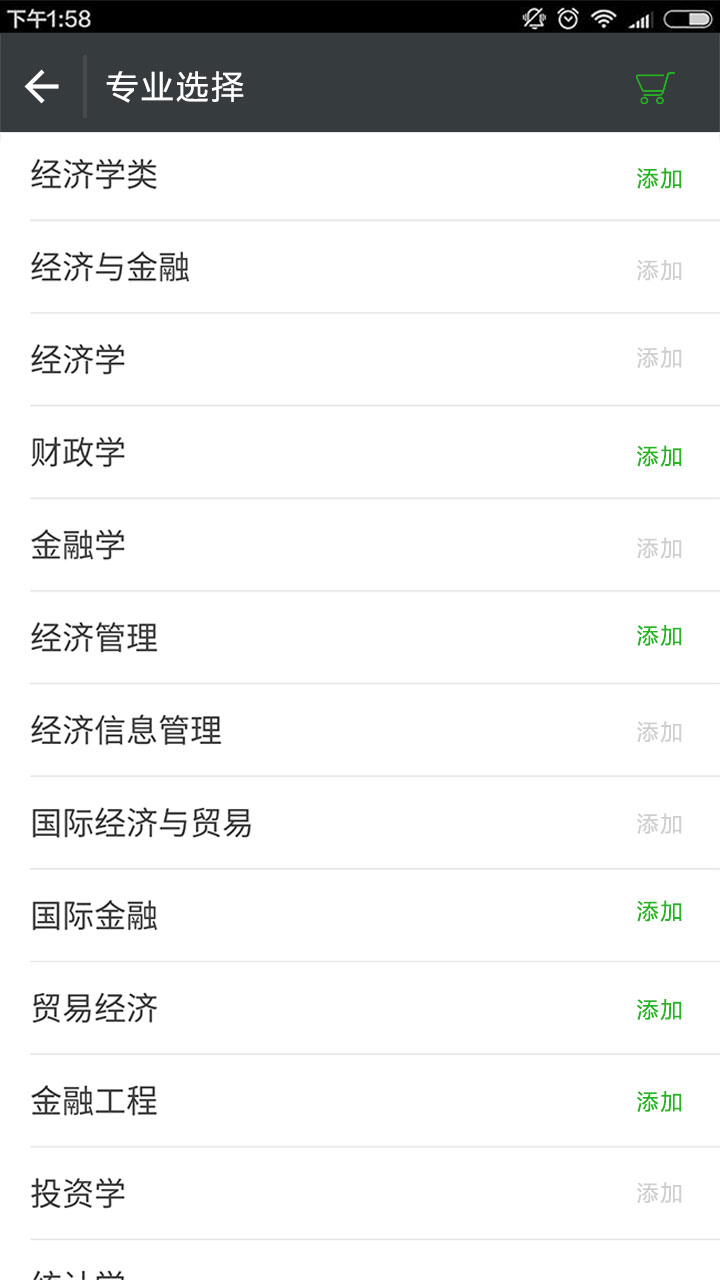 下午1:58
专业选择
经济学类 添加
经济与金融 添加
经济学 添加
财政学 添加
金融学 添加
经济管理 添加
经济信息管理 添加
国际经济与贸易 添加
国际金融 添加
贸易经济 添加
金融工程 添加
投资学 添加
统计学